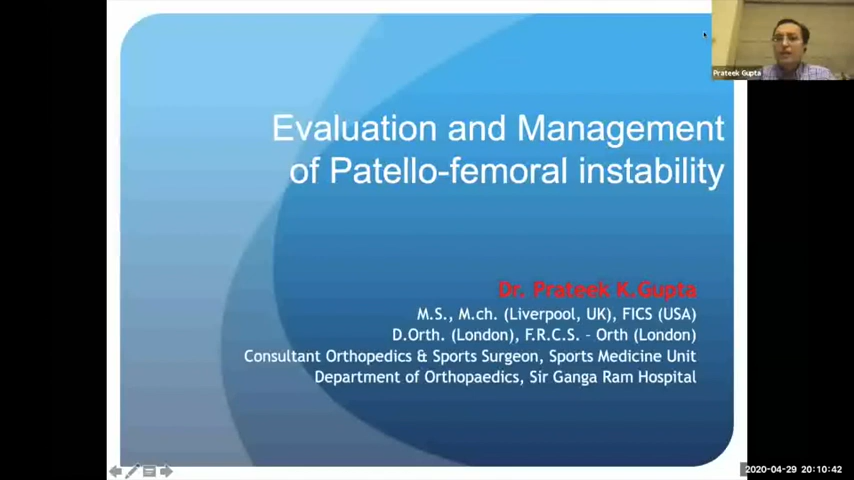 Prateek Gupta
Evaluation and Management
of Patello-femoral instability
Dr. Prateek K.Gupta
M.S., M.ch. (Liverpool, UK), FICS (USA)
D.Orth. (London), F.R.C.S. – Orth (London)
Consultant Orthopedics & Sports Surgeon, Sports Medicine Unit
Department of Orthopaedics, Sir Ganga Ram Hospital
2020-04-29 20:10:42